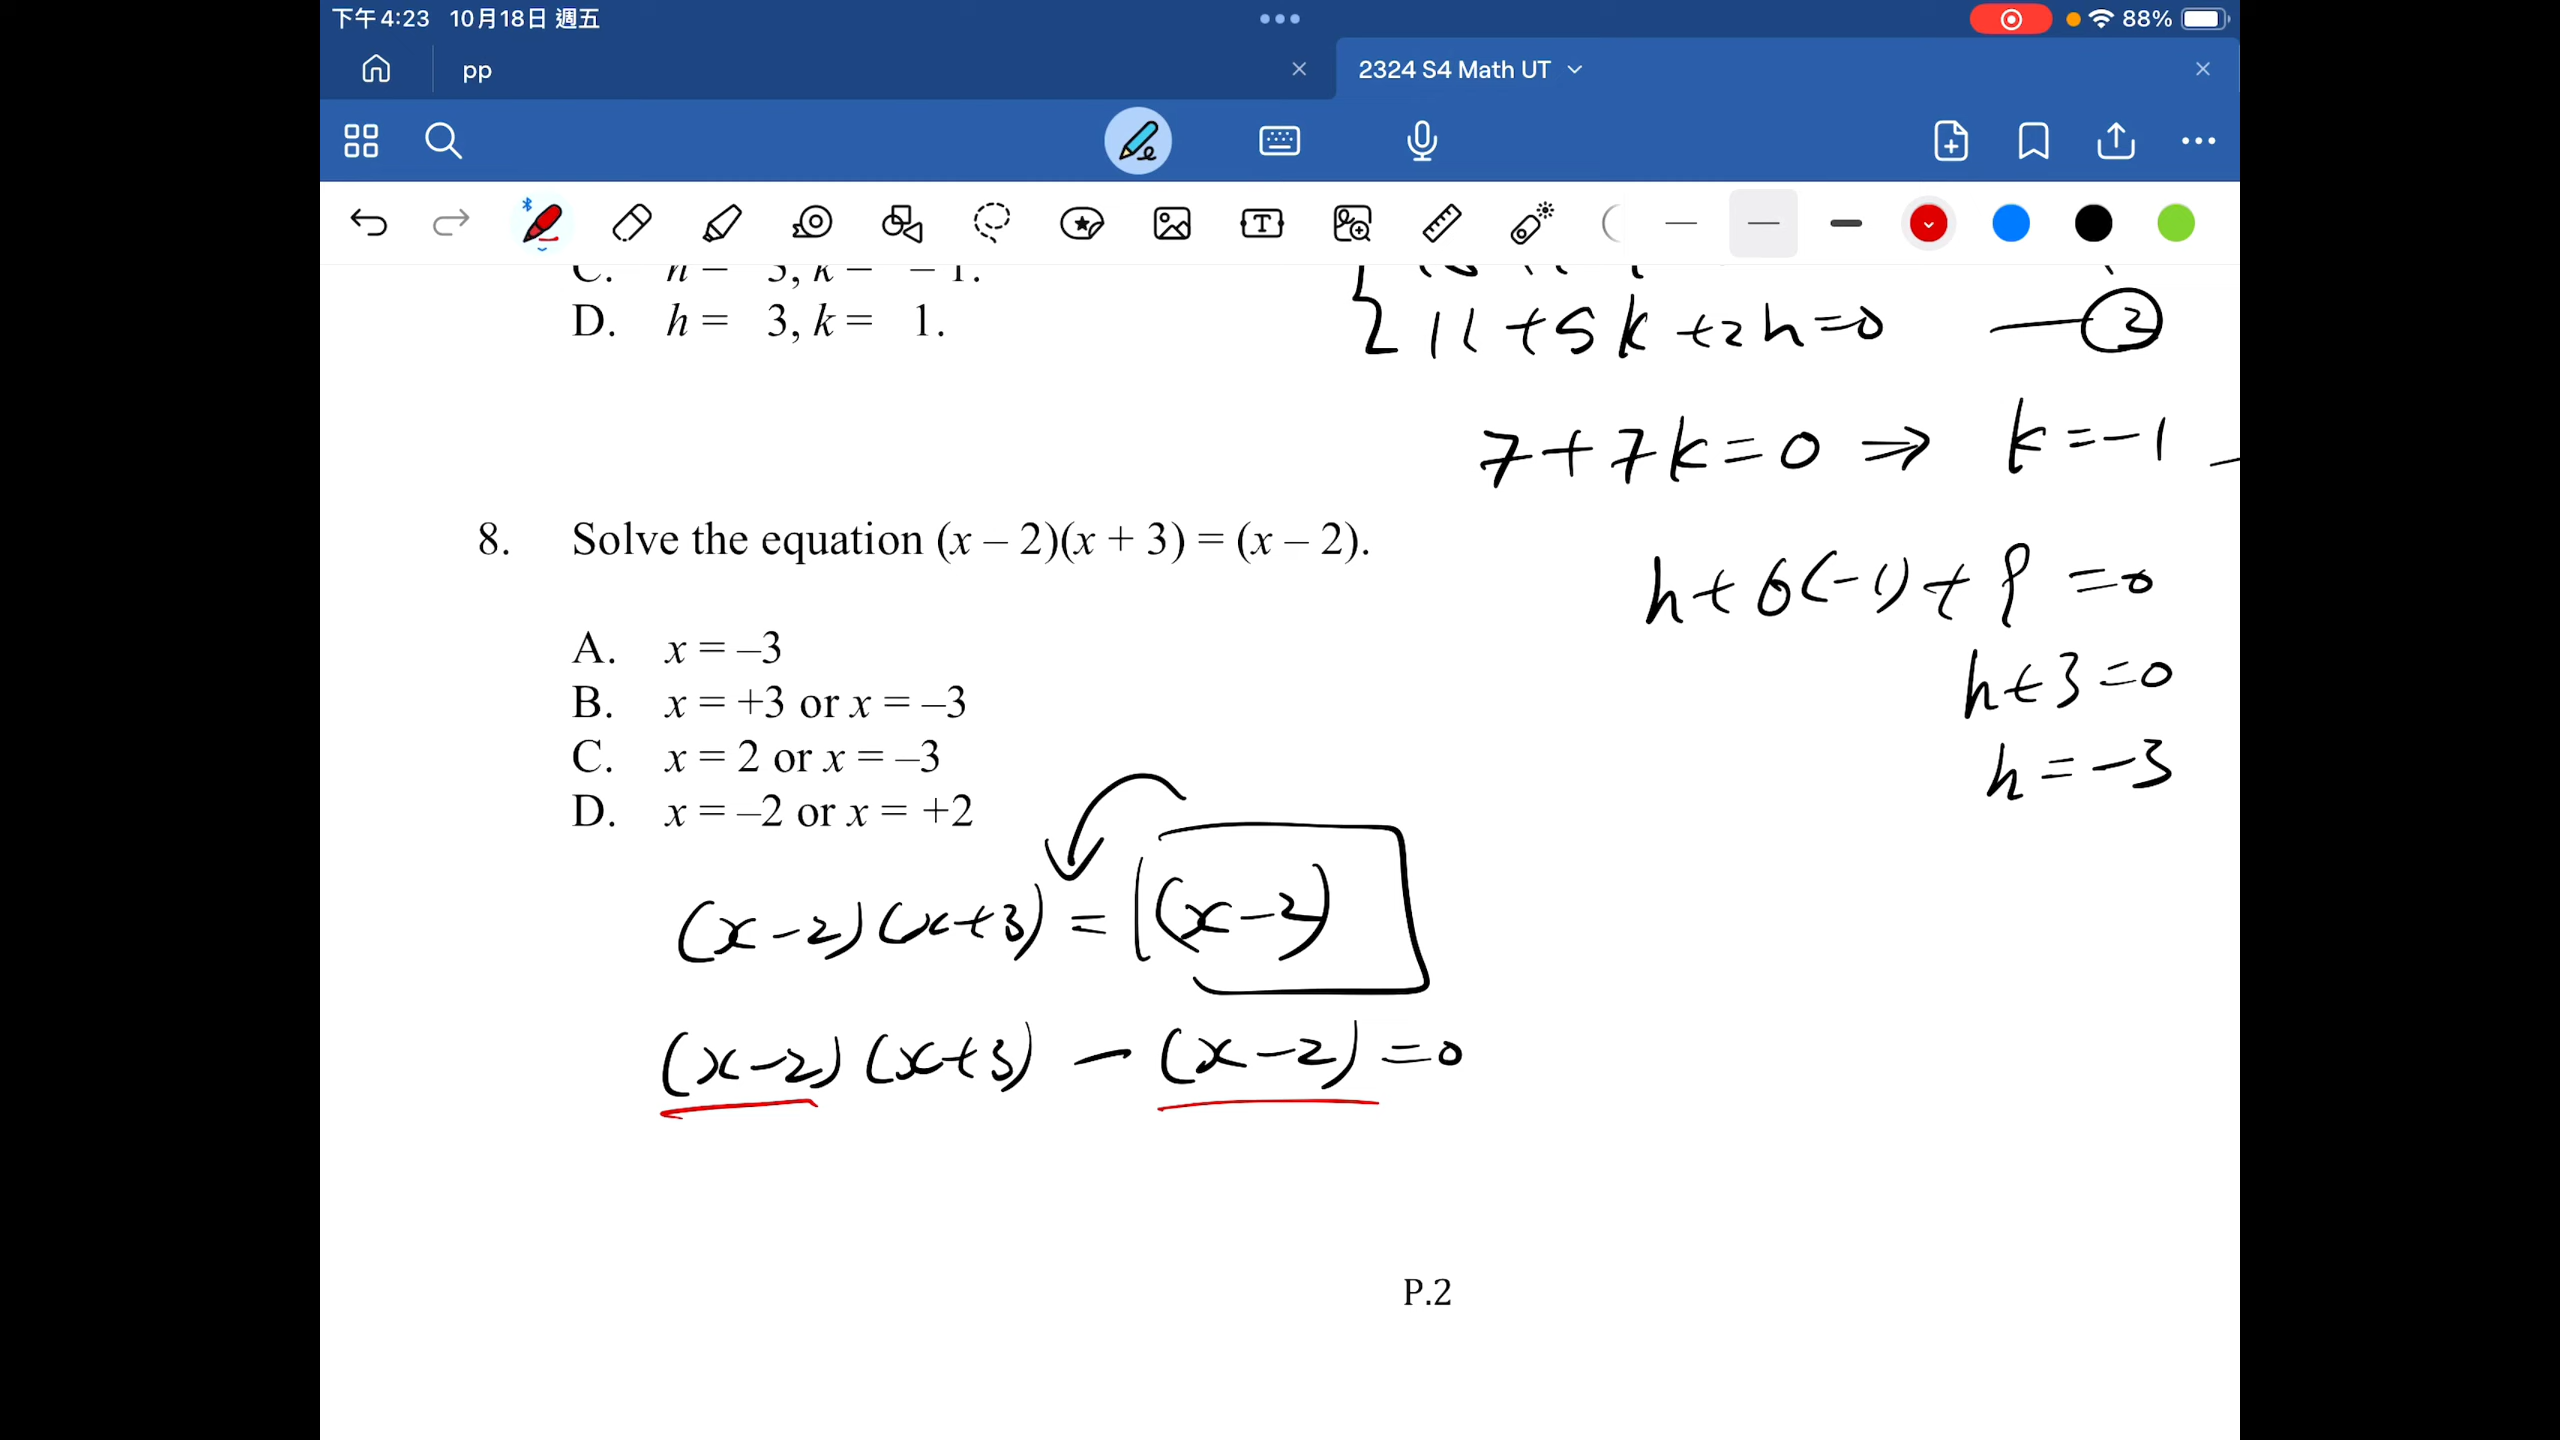 下午4:23 10月18日 週五
88%
pp
2324 S4 Math UT
C. h = 3, k = – 1.
D. h = 3, k = 1.
11+5k+2h=0 — ②
7+7k=0 ⇒ k=-1
8. Solve the equation (x – 2)(x + 3) = (x – 2).
h+6(-1)+9=0
A. x = –3
h+3=0
B. x = +3 or x = –3
C. x = 2 or x = –3
h=-3
D. x = –2 or x = +2
(x-2)(x+3) = (x-2)
(x-2)(x+3) - (x-2) =0
P.2